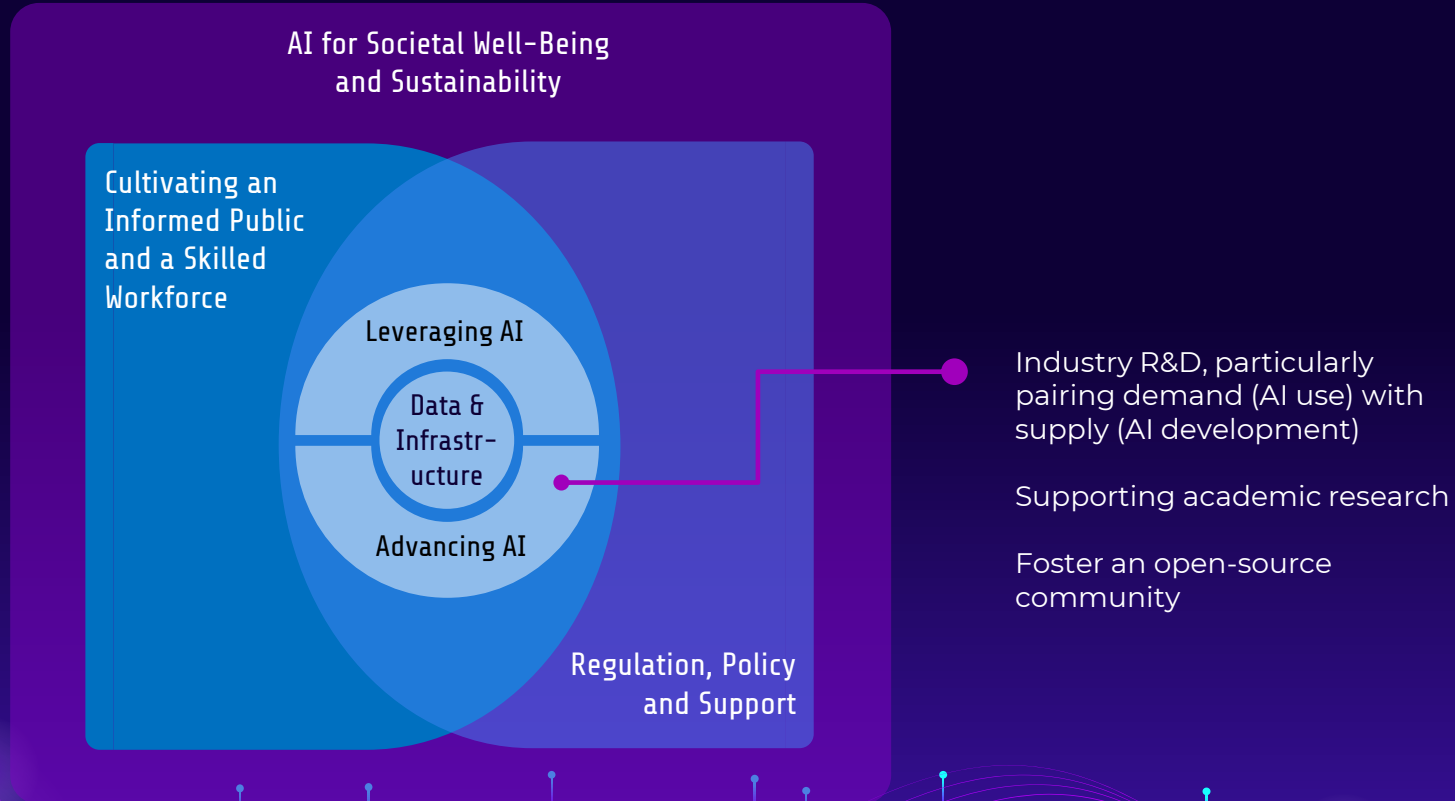 AI for Societal Well-Being
and Sustainability
Cultivating an
Informed Public
and a Skilled
Workforce
Leveraging AI
Data &
Infrastr-
ucture
Advancing AI
Regulation, Policy
and Support
Industry R&D, particularly
pairing demand (AI use) with
supply (AI development)
Supporting academic research
Foster an open-source
community